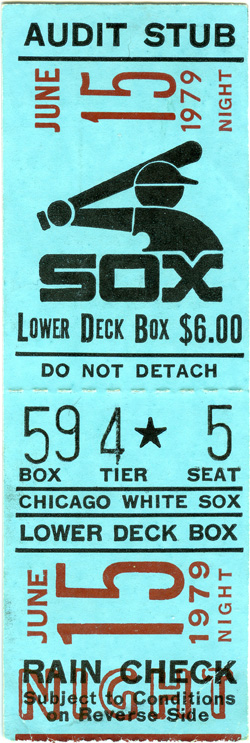 AUDIT STUB
JUNE 15 1979 NIGHT
SOX
LOWER DECK BOX $6.00
DO NOT DETACH
59 4 ★ 5
BOX TIER SEAT
CHICAGO WHITE SOX
LOWER DECK BOX
JUNE 15 1979 NIGHT
NIGHT
RAIN CHECK
Subject to Conditions
on Reverse Side